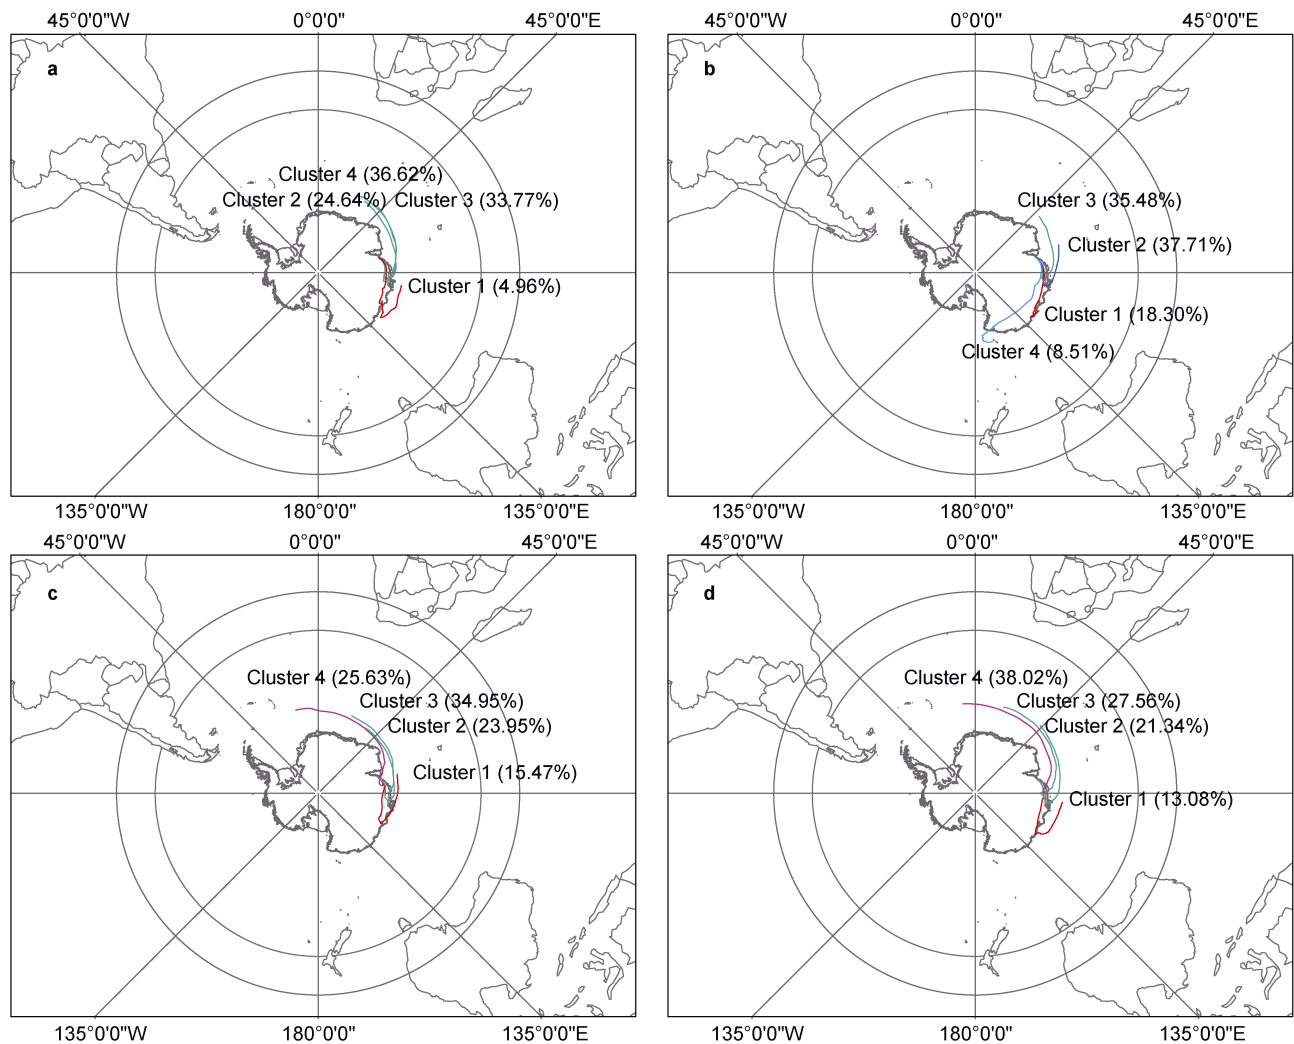 45°0'0"W 0°0'0" 45°0'0"E 45°0'0"W 0°0'0" 45°0'0"E
a
Cluster 4 (36.62%)
Cluster 2 (24.64%) Cluster 3 (33.77%)
Cluster 1 (4.96%)
b
Cluster 3 (35.48%)
Cluster 2 (37.71%)
Cluster 1 (18.30%)
Cluster 4 (8.51%)
135°0'0"W 180°0'0" 135°0'0"E 135°0'0"W 180°0'0" 135°0'0"E
45°0'0"W 0°0'0" 45°0'0"E 45°0'0"W 0°0'0" 45°0'0"E
c
Cluster 4 (25.63%)
Cluster 3 (34.95%)
Cluster 2 (23.95%)
Cluster 1 (15.47%)
d
Cluster 4 (38.02%)
Cluster 3 (27.56%)
Cluster 2 (21.34%)
Cluster 1 (13.08%)
135°0'0"W 180°0'0" 135°0'0"E 135°0'0"W 180°0'0" 135°0'0"E